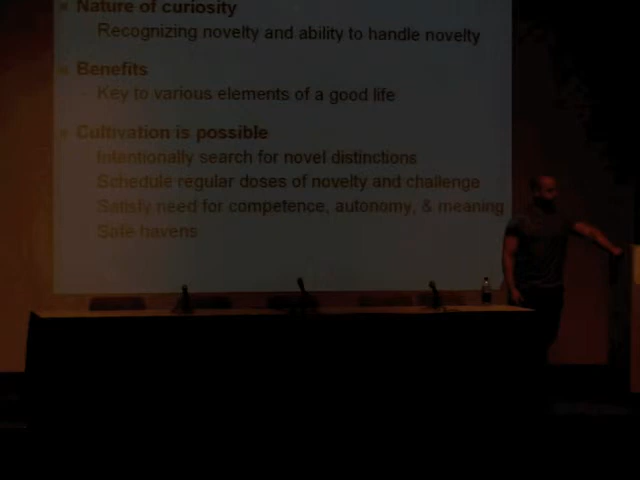 Nature of curiosity
Recognizing novelty and ability to handle novelty
Benefits
Key to various elements of a good life
Cultivation is possible
Intentionally search for novel distinctions
Schedule regular doses of novelty and challenge
Satisfy need for competence, autonomy, & meaning
Safe havens